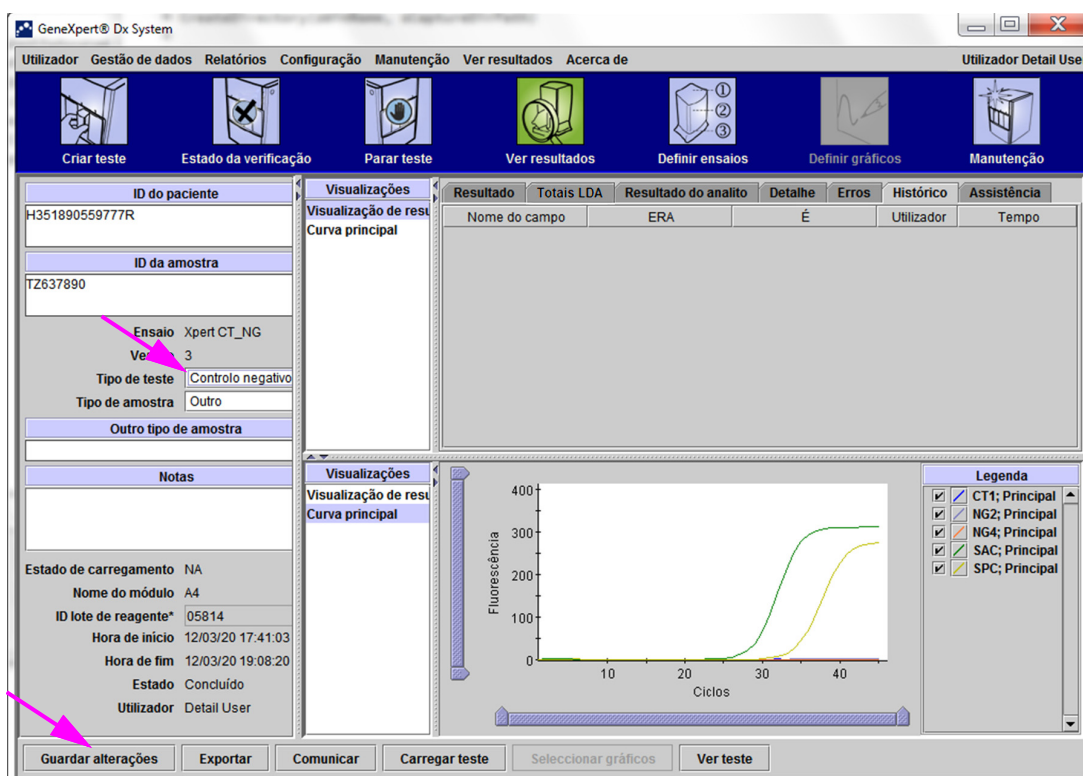 GeneXpert® Dx System
Utilizador Gestão de dados Relatórios Configuração Manutenção Ver resultados Acerca de Utilizador Detail User
Criar teste Estado da verificação Parar teste Ver resultados Definir ensaios Definir gráficos Manutenção
ID do paciente
H351890559777R
ID da amostra
TZ637890
Ensaio Xpert CT_NG
3
Tipo de teste Controlo negativo
Tipo de amostra Outro
Outro tipo de amostra
Notas
Estado de carregamento NA
Nome do módulo A4
ID lote de reagente* 05814
Hora de início 12/03/20 17:41:03
Hora de fim 12/03/20 19:08:20
Estado Concluído
Utilizador Detail User
Visualizações
Visualização de resu
Curva principal
Resultado Totais LDA Resultado do analito Detalhe Erros Histórico Assistência
Nome do campo ERA É Utilizador Tempo
Visualizações
Visualização de resu
Curva principal
Fluorescência
400
300
200
100
0
10 20 30 40
Ciclos
Legenda
CT1; Principal
NG2; Principal
NG4; Principal
SAC; Principal
SPC; Principal
Guardar alterações Exportar Comunicar Carregar teste Seleccionar gráficos Ver teste